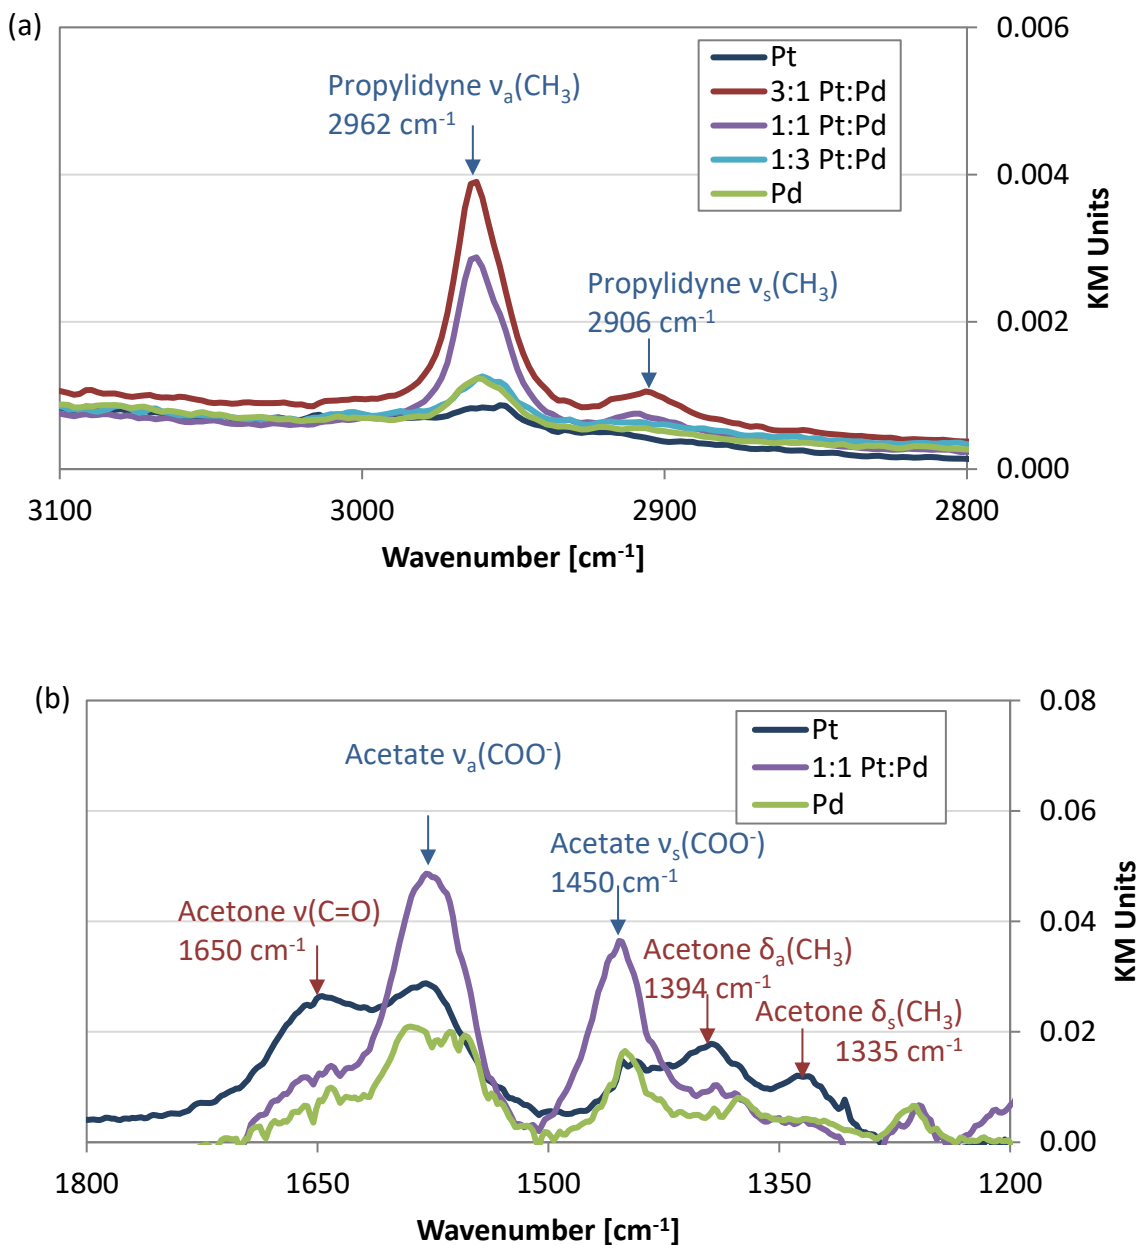 (a)
0.006
Pt
3:1 Pt:Pd
1:1 Pt:Pd
1:3 Pt:Pd
Pd
Propylidyne νa(CH3)
2962 cm-1
0.004
Propylidyne νs(CH3)
2906 cm-1
0.002
0.000
KM Units
3100
3000
2900
2800
Wavenumber [cm-1]
(b)
0.08
Pt
1:1 Pt:Pd
Pd
Acetate νa(COO-)
0.06
Acetate νs(COO-)
1450 cm-1
Acetone ν(C=O)
1650 cm-1
0.04
Acetone δa(CH3)
1394 cm-1
Acetone δs(CH3)
1335 cm-1
0.02
0.00
KM Units
1800
1650
1500
1350
1200
Wavenumber [cm-1]